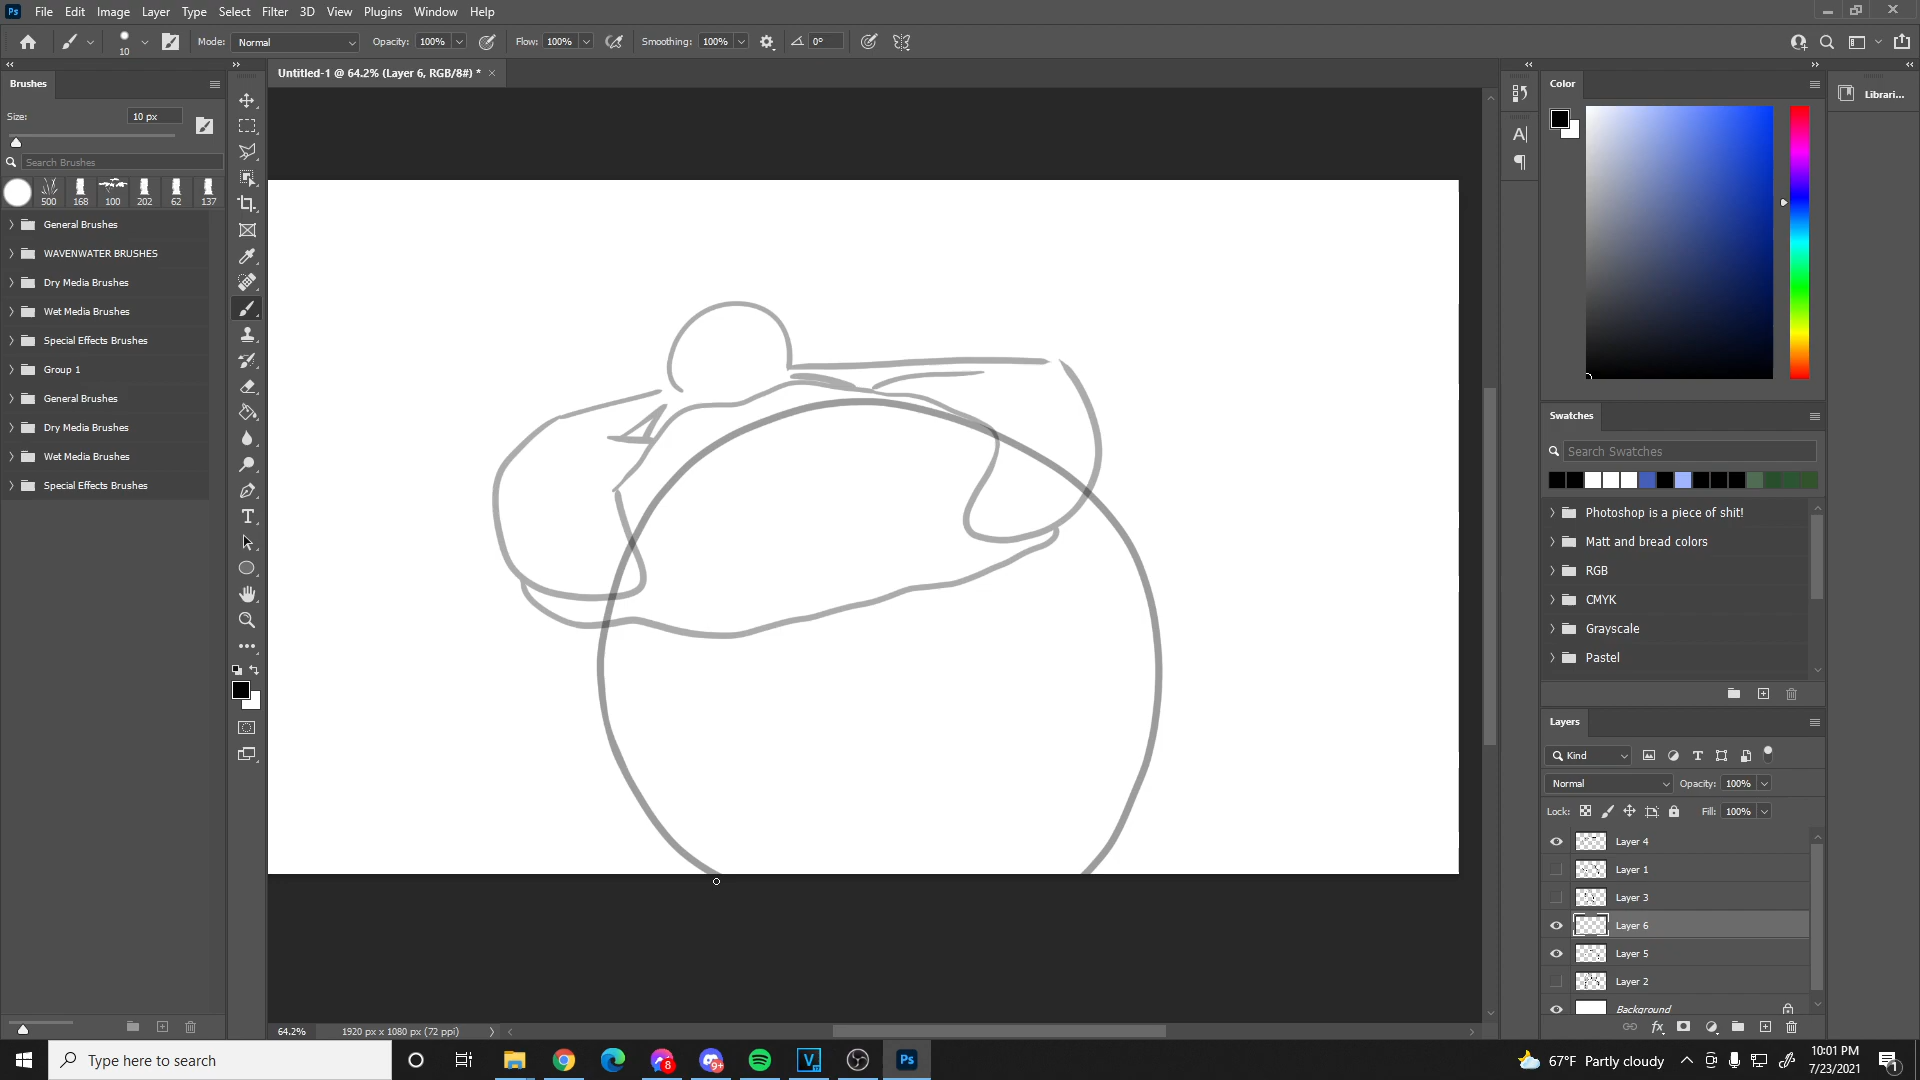 Ps File Edit Image Layer Type Select Filter 3D View Plugins Window Help
10 Mode: Normal Opacity: 100% Flow: 100% Smoothing: 100% 0°
Brushes
Untitled-1 @ 64.2% (Layer 6, RGB/8#) * ×
Color
Librari...
Size: 10 px
Search Brushes
500 168 100 202 62 137
General Brushes
WAVENWATER BRUSHES
Dry Media Brushes
Wet Media Brushes
Special Effects Brushes
Group 1
General Brushes
Dry Media Brushes
Wet Media Brushes
Special Effects Brushes
Swatches
Search Swatches
Photoshop is a piece of shit!
Matt and bread colors
RGB
CMYK
Grayscale
Pastel
Layers
Kind
Normal Opacity: 100%
Lock: Fill: 100%
Layer 4
Layer 1
Layer 3
Layer 6
Layer 5
Layer 2
Background
64.2% 1920 px x 1080 px (72 ppi)
Type here to search
8
9+
Ps
67°F Partly cloudy
10:01 PM
7/23/2021
1